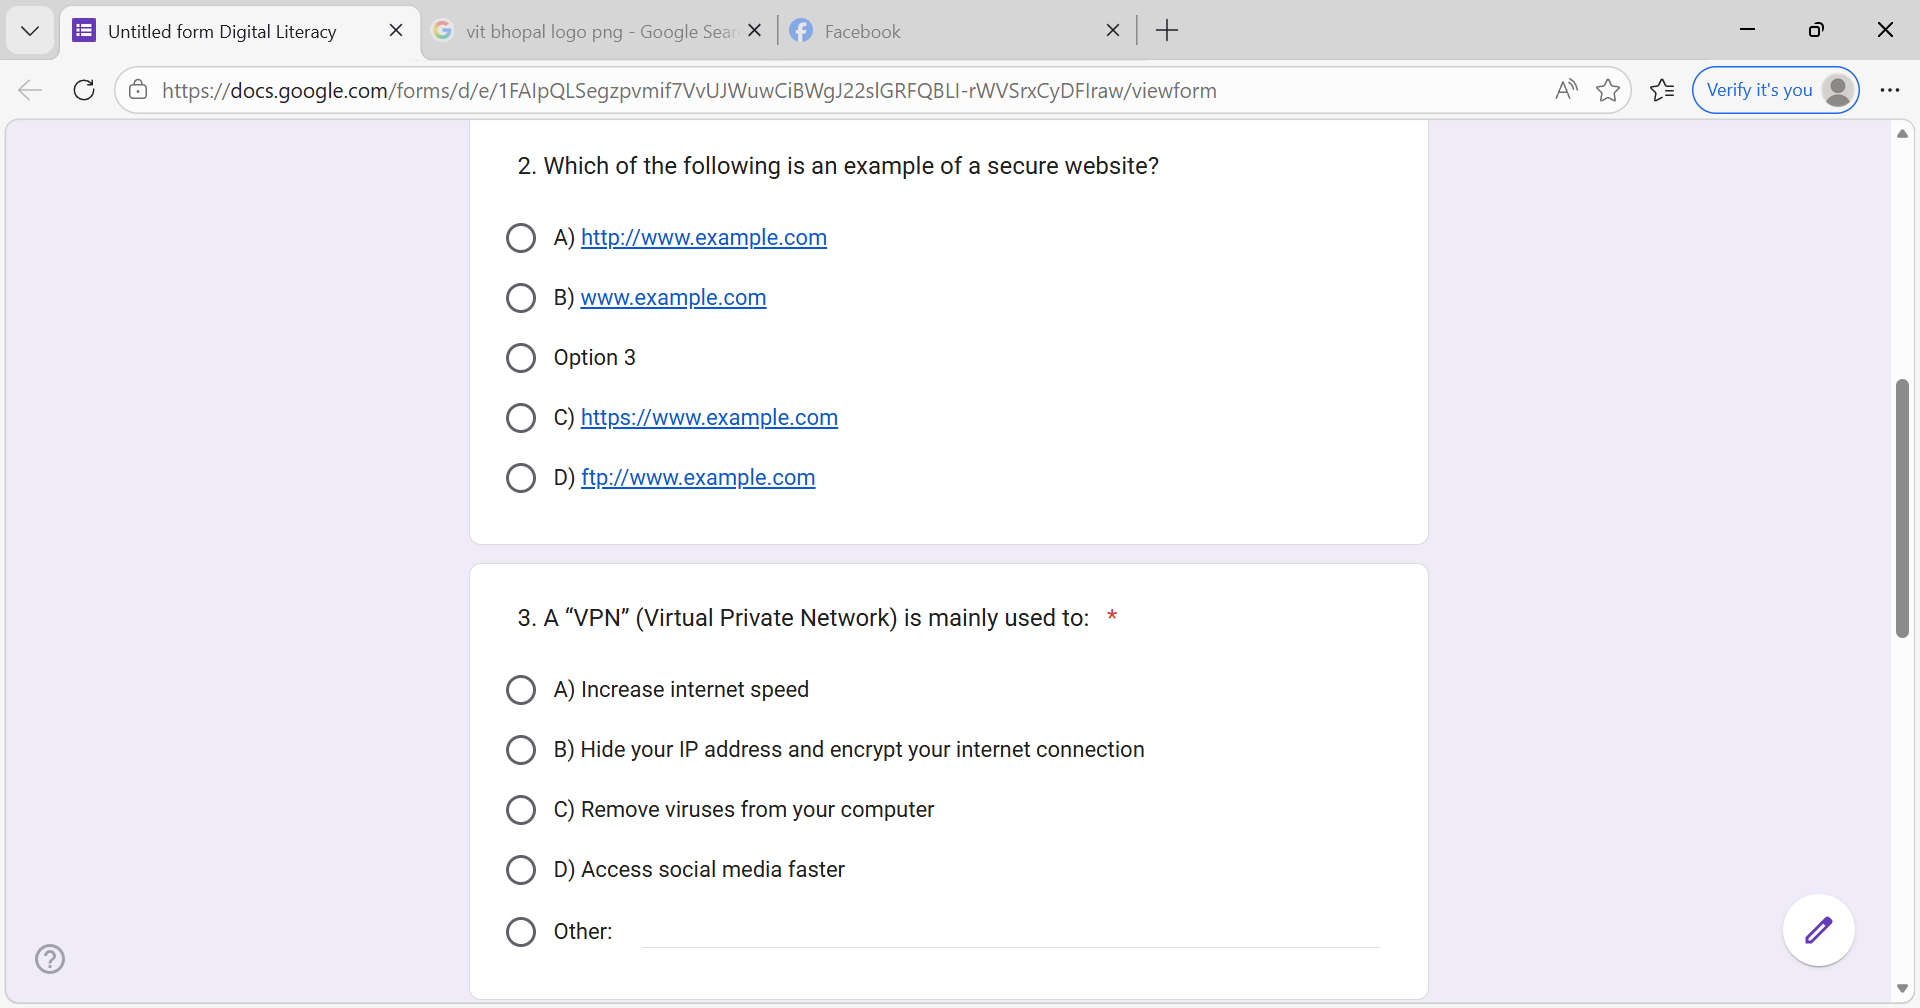 Untitled form Digital Literacy
vit bhopal logo png - Google Sear
Facebook
https://docs.google.com/forms/d/e/1FAIpQLSegzpvmif7VvUJWuwCiBWgJ22slGRFQBLI-rWVSrxCyDFIraw/viewform
Verify it's you
2. Which of the following is an example of a secure website?
A) http://www.example.com
B) www.example.com
Option 3
C) https://www.example.com
D) ftp://www.example.com
3. A “VPN” (Virtual Private Network) is mainly used to: *
A) Increase internet speed
B) Hide your IP address and encrypt your internet connection
C) Remove viruses from your computer
D) Access social media faster
Other: